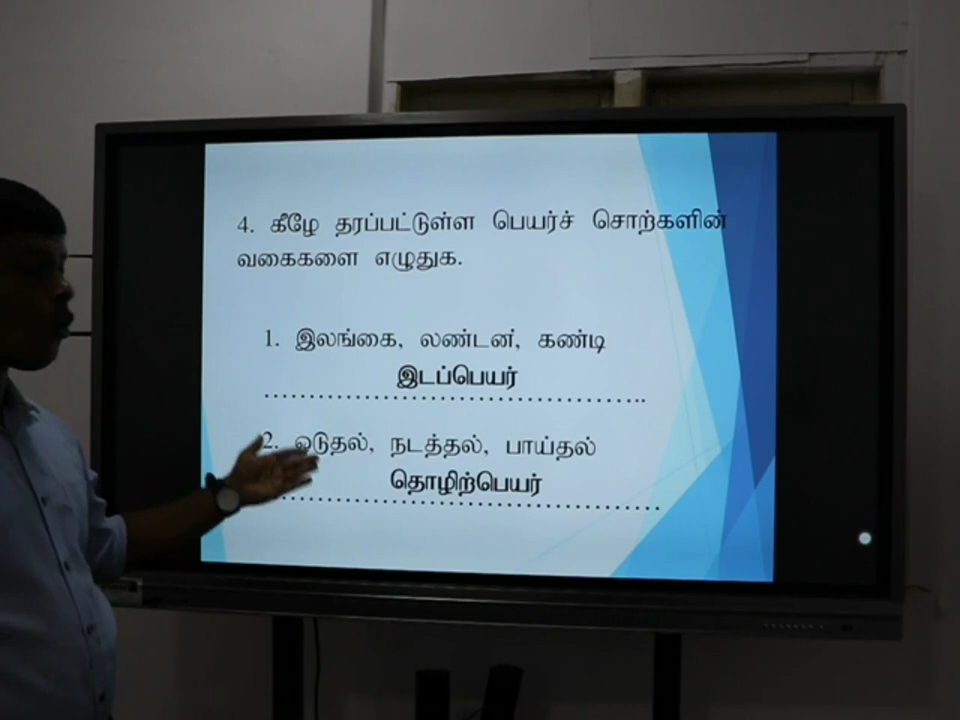 4. கீழே தரப்பட்டுள்ள பெயர்ச் சொற்களின்
வகைகளை எழுதுக.
1. இலங்கை, லண்டன், கண்டி
இடப்பெயர்
2. ஓடுதல், நடத்தல், பாய்தல்
தொழிற்பெயர்